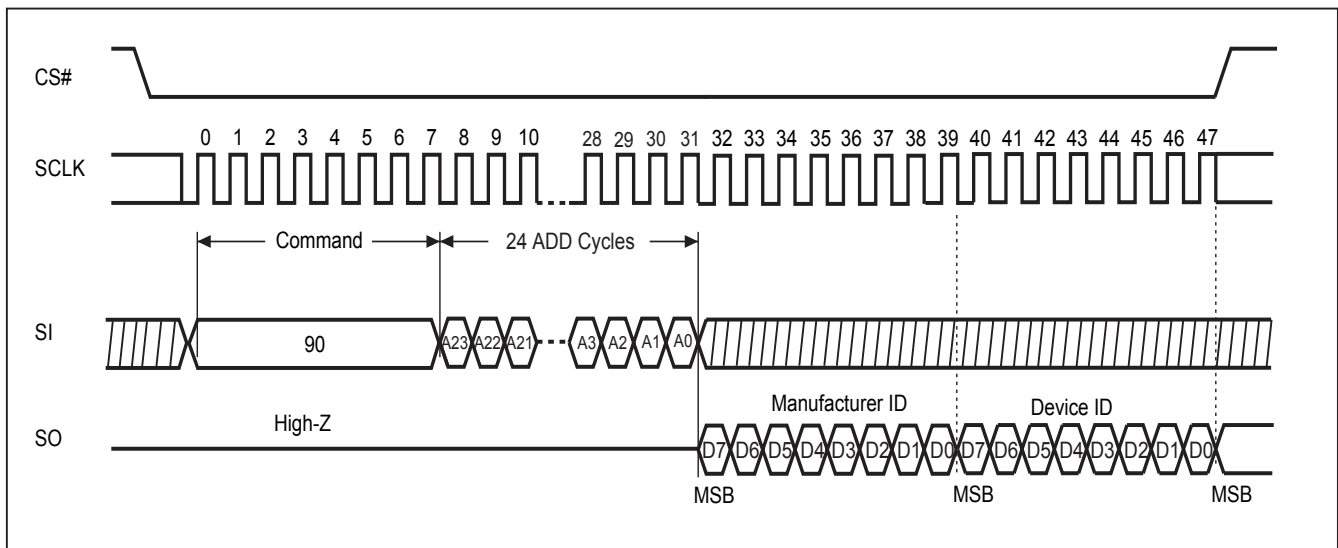 CS#
0 1 2 3 4 5 6 7 8 9 10 28 29 30 31 32 33 34 35 36 37 38 39 40 41 42 43 44 45 46 47
SCLK
Command 24 ADD Cycles
SI 90 A23 A22 A21 A3 A2 A1 A0
Manufacturer ID Device ID
High-Z
SO D7 D6 D5 D4 D3 D2 D1 D0 D7 D6 D5 D4 D3 D2 D1 D0
MSB MSB MSB